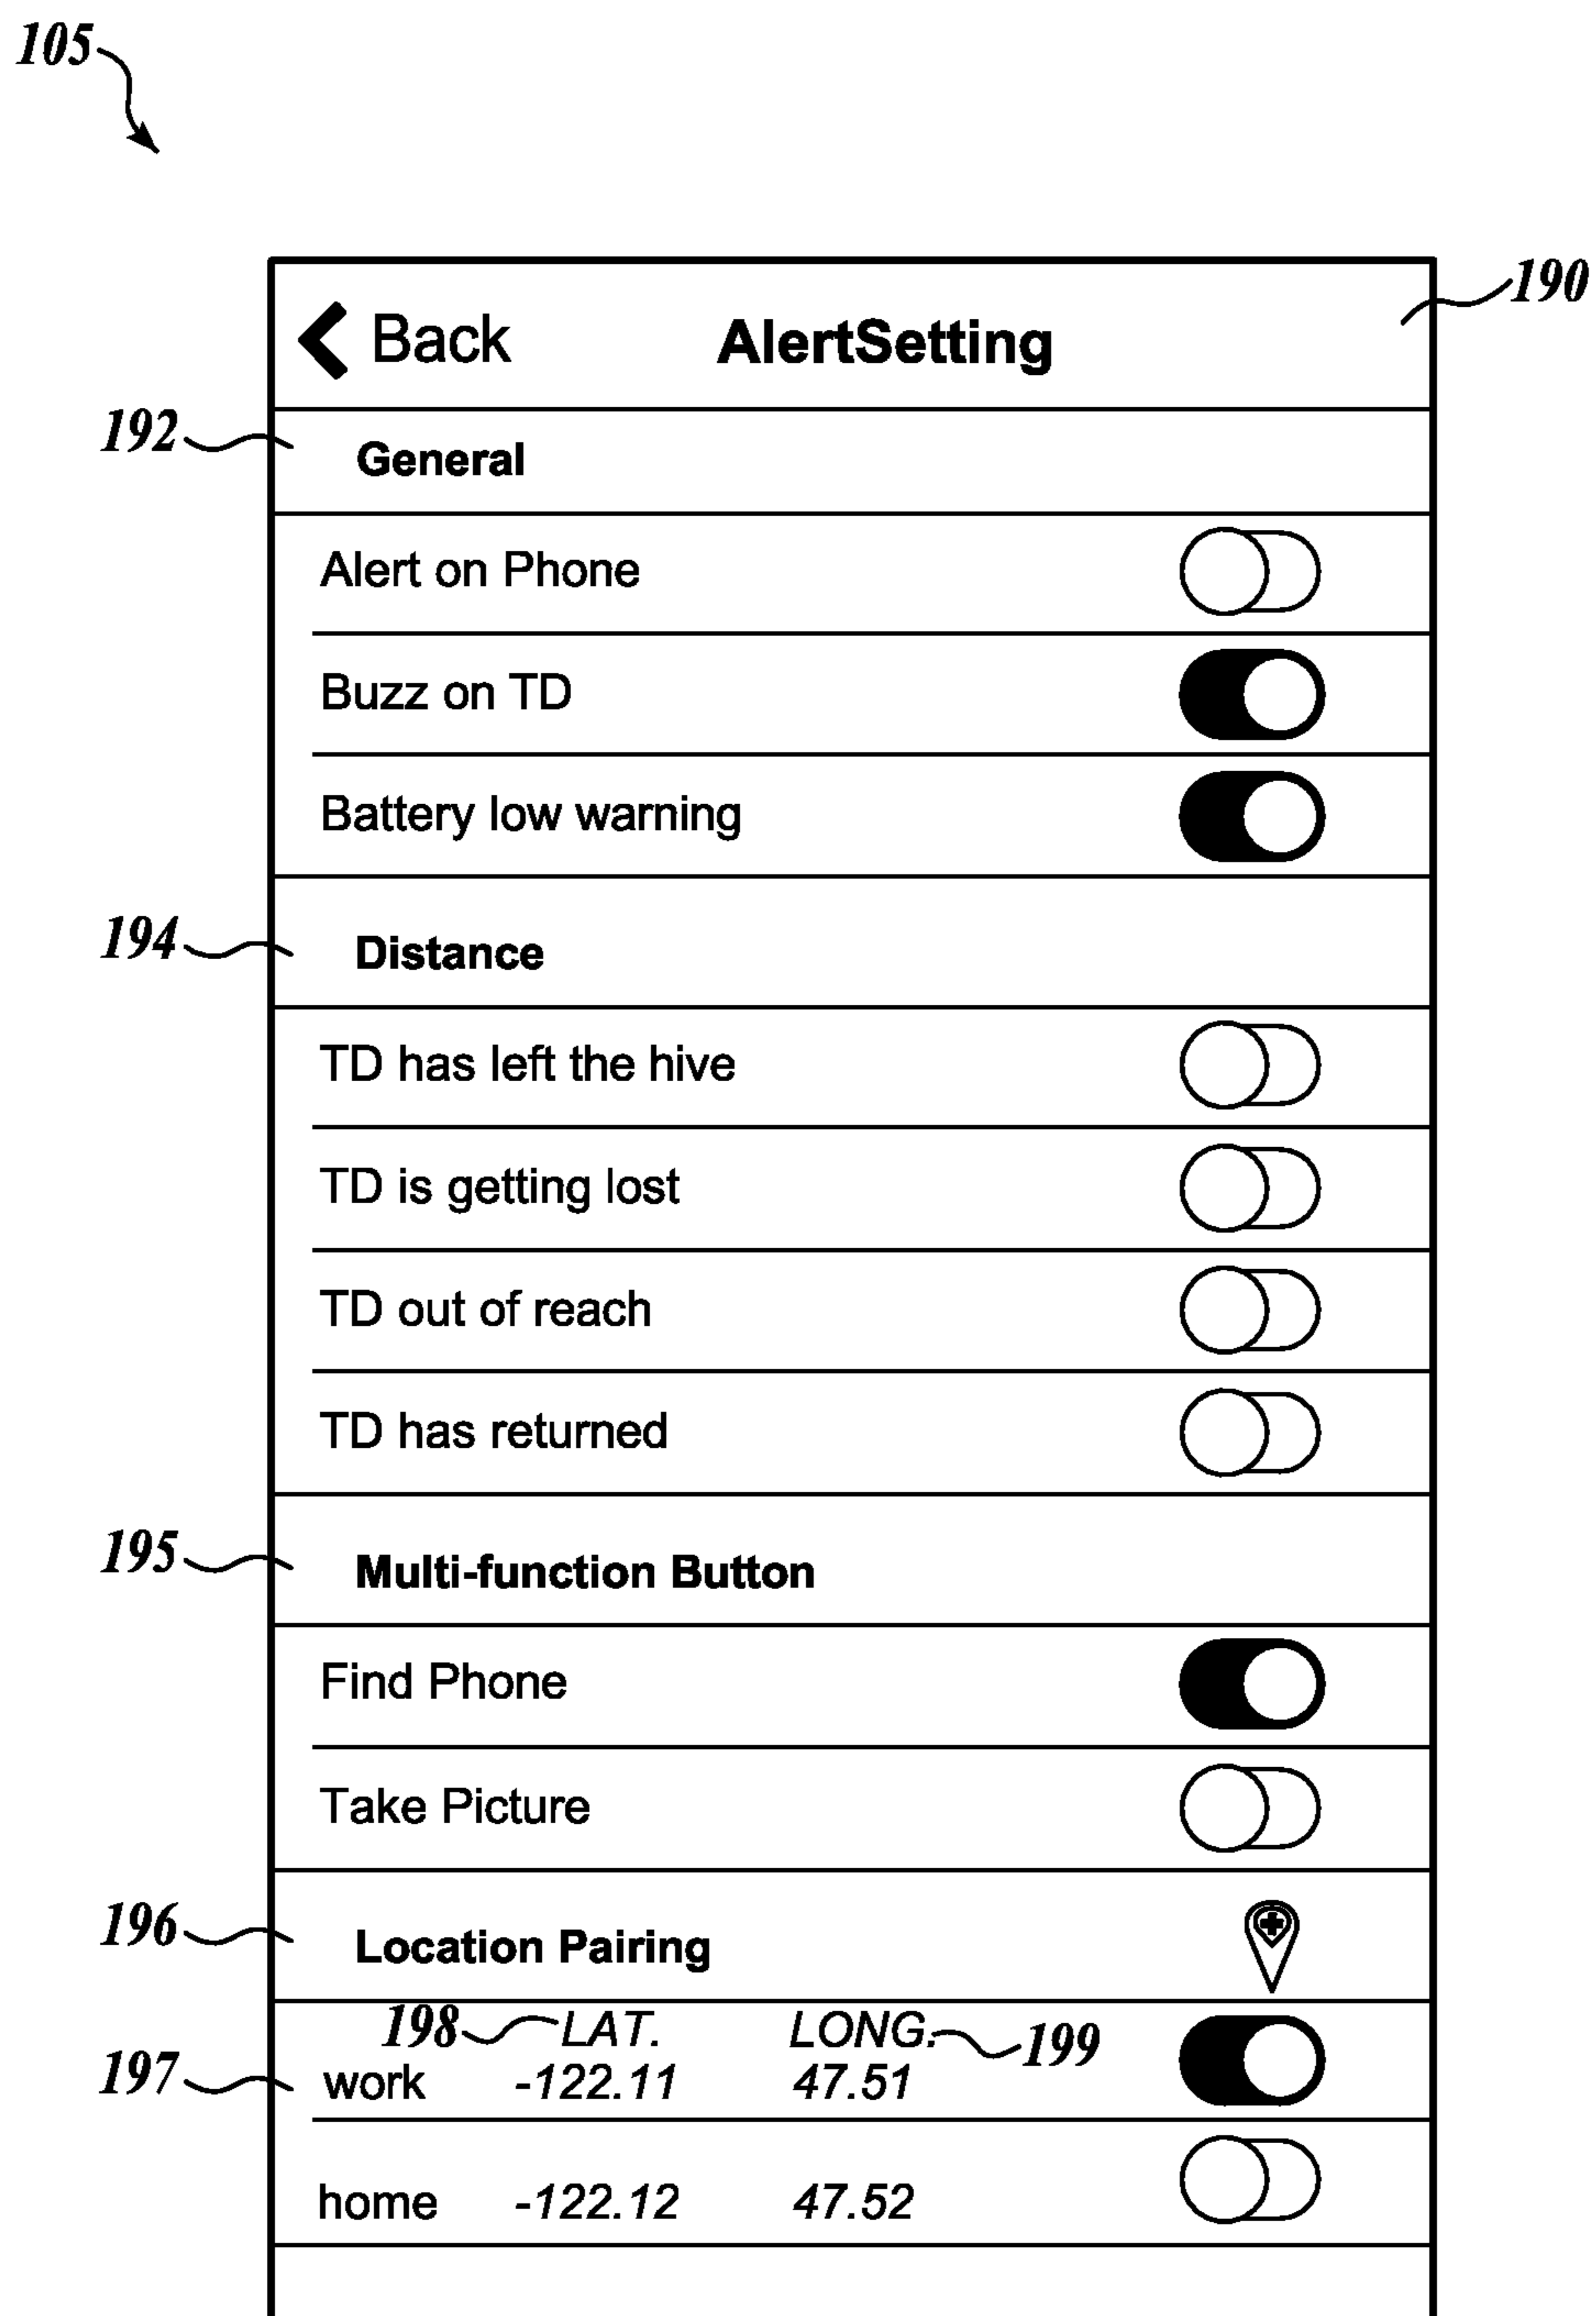 105
190
Back AlertSetting
192 General
Alert on Phone
Buzz on TD
Battery low warning
194 Distance
TD has left the hive
TD is getting lost
TD out of reach
TD has returned
195 Multi-function Button
Find Phone
Take Picture
196 Location Pairing
198 LAT. LONG. 199
197 work -122.11 47.51
home -122.12 47.52